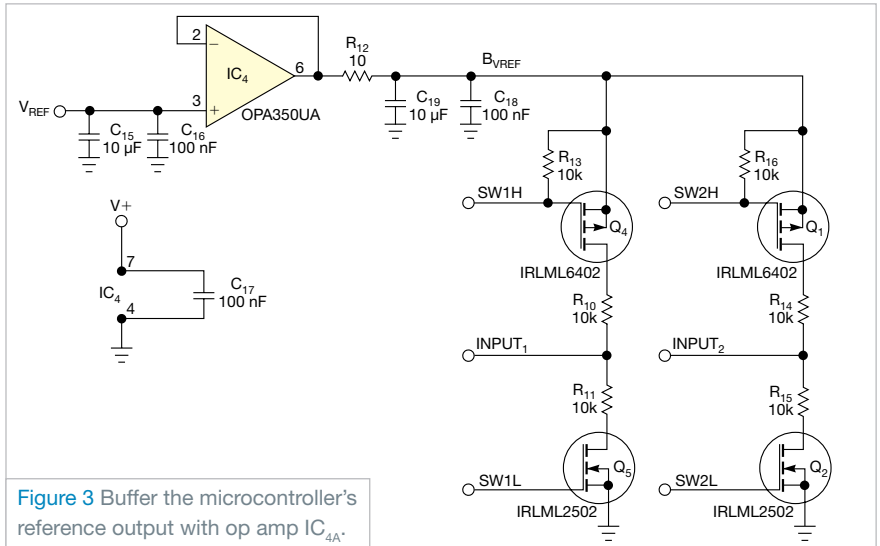 2
−
IC₄
6
3
+
OPA350UA
R₁₂
10
B_VREF
V_REF
C₁₅
10 µF
C₁₆
100 nF
C₁₉
10 µF
C₁₈
100 nF
R₁₃
10k
R₁₆
10k
SW1H
Q₄
SW2H
Q₁
IRLML6402
IRLML6402
V+
7
IC₄
4
C₁₇
100 nF
R₁₀
10k
R₁₄
10k
INPUT₁
INPUT₂
R₁₁
10k
R₁₅
10k
Q₅
Q₂
SW1L
SW2L
IRLML2502
IRLML2502
Figure 3 Buffer the microcontroller’s
reference output with op amp IC₄A.